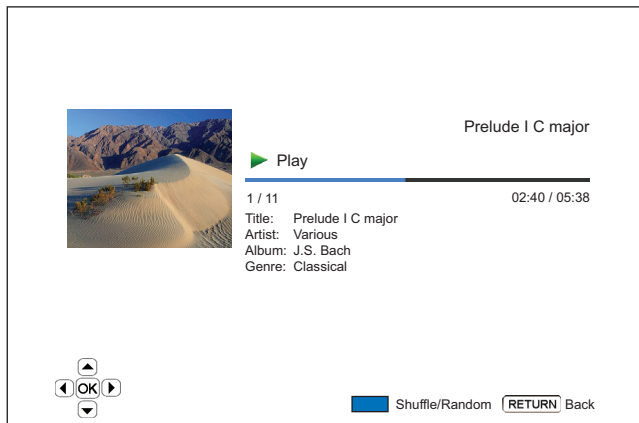 Prelude I C major
Play
1 / 11 02:40 / 05:38
Title: Prelude I C major
Artist: Various
Album: J.S. Bach
Genre: Classical
OK
Shuffle/Random RETURN Back